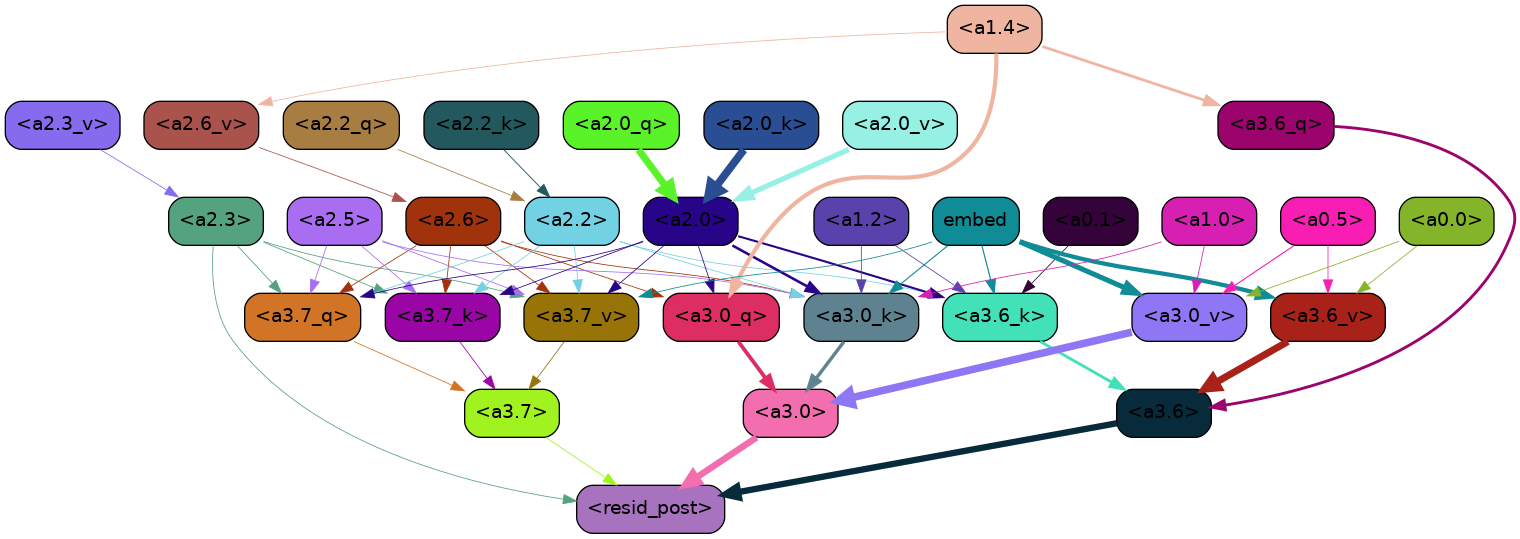 <a1.4>
<a2.3_v> <a2.6_v> <a2.2_q> <a2.2_k> <a2.0_q> <a2.0_k> <a2.0_v> <a3.6_q>
<a2.3> <a2.5> <a2.6> <a2.2> <a2.0> <a1.2> embed <a0.1> <a1.0> <a0.5> <a0.0>
<a3.7_q> <a3.7_k> <a3.7_v> <a3.0_q> <a3.0_k> <a3.6_k> <a3.0_v> <a3.6_v>
<a3.7> <a3.0> <a3.6>
<resid_post>